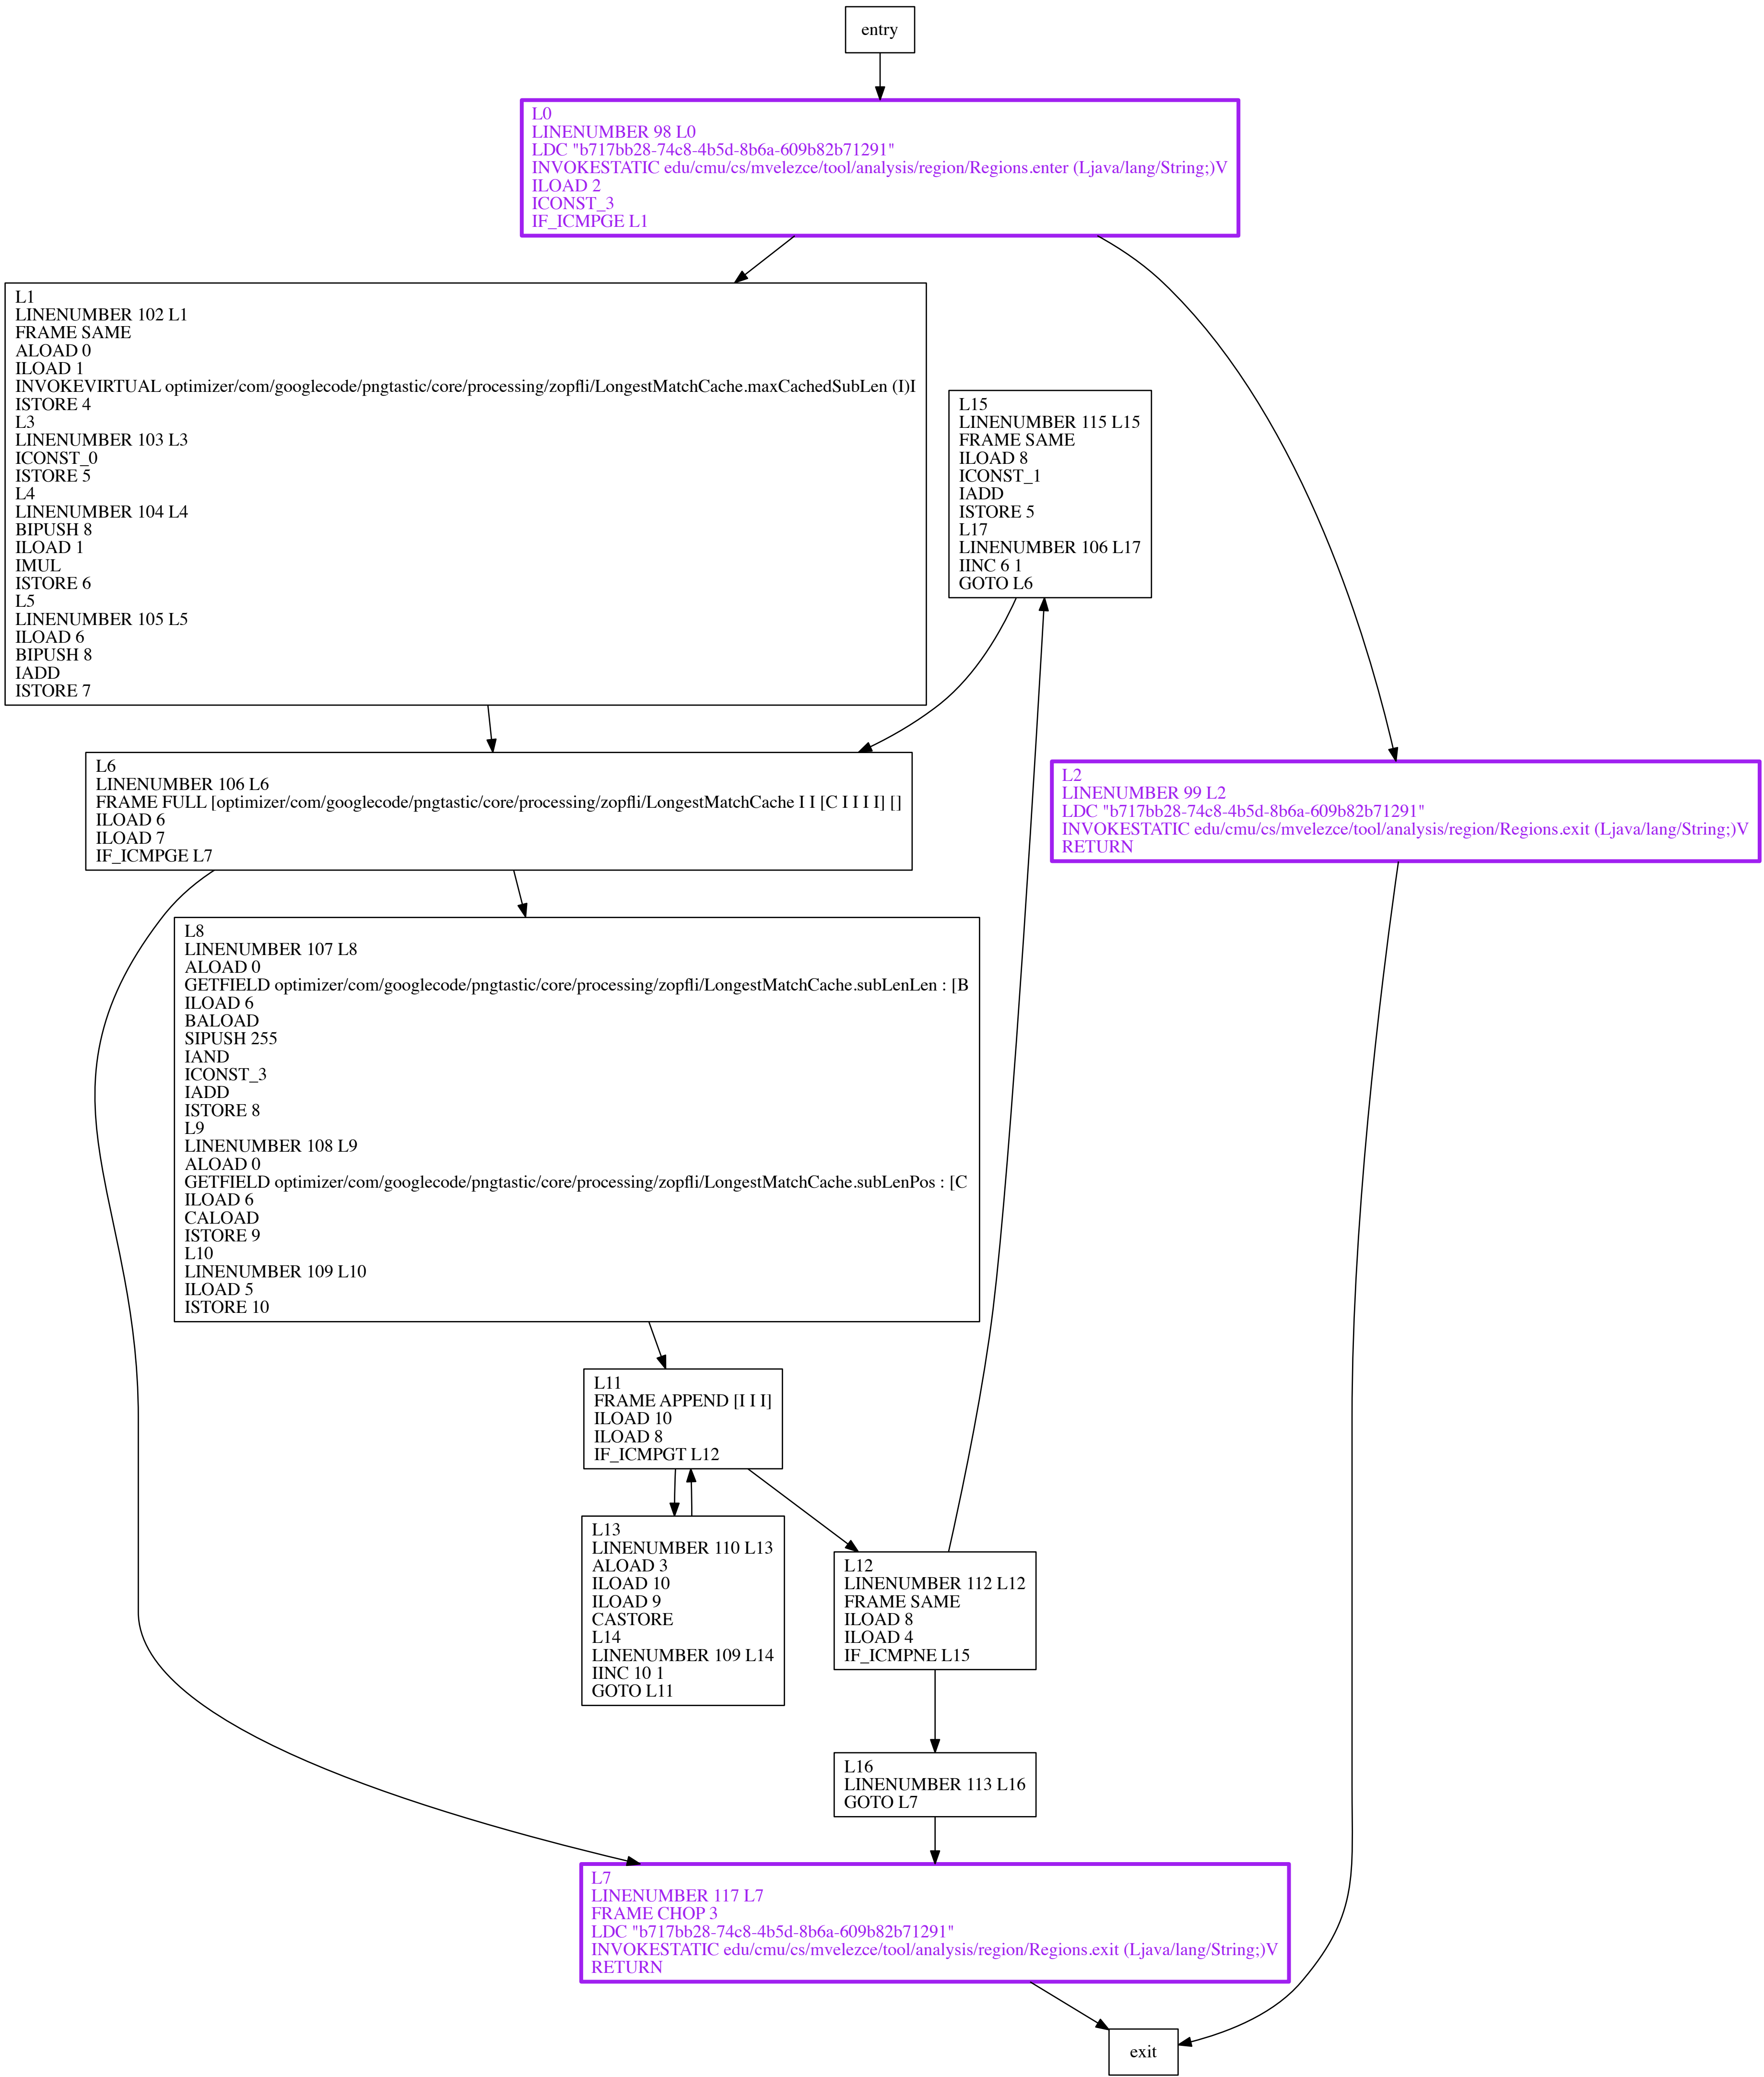 entry
L0
LINENUMBER 98 L0
LDC "b717bb28-74c8-4b5d-8b6a-609b82b71291"
INVOKESTATIC edu/cmu/cs/mvelezce/tool/analysis/region/Regions.enter (Ljava/lang/String;)V
ILOAD 2
ICONST_3
IF_ICMPGE L1
L1
LINENUMBER 102 L1
FRAME SAME
ALOAD 0
ILOAD 1
INVOKEVIRTUAL optimizer/com/googlecode/pngtastic/core/processing/zopfli/LongestMatchCache.maxCachedSubLen (I)I
ISTORE 4
L3
LINENUMBER 103 L3
ICONST_0
ISTORE 5
L4
LINENUMBER 104 L4
BIPUSH 8
ILOAD 1
IMUL
ISTORE 6
L5
LINENUMBER 105 L5
ILOAD 6
BIPUSH 8
IADD
ISTORE 7
L15
LINENUMBER 115 L15
FRAME SAME
ILOAD 8
ICONST_1
IADD
ISTORE 5
L17
LINENUMBER 106 L17
IINC 6 1
GOTO L6
L6
LINENUMBER 106 L6
FRAME FULL [optimizer/com/googlecode/pngtastic/core/processing/zopfli/LongestMatchCache I I [C I I I I] []
ILOAD 6
ILOAD 7
IF_ICMPGE L7
L2
LINENUMBER 99 L2
LDC "b717bb28-74c8-4b5d-8b6a-609b82b71291"
INVOKESTATIC edu/cmu/cs/mvelezce/tool/analysis/region/Regions.exit (Ljava/lang/String;)V
RETURN
L8
LINENUMBER 107 L8
ALOAD 0
GETFIELD optimizer/com/googlecode/pngtastic/core/processing/zopfli/LongestMatchCache.subLenLen : [B
ILOAD 6
BALOAD
SIPUSH 255
IAND
ICONST_3
IADD
ISTORE 8
L9
LINENUMBER 108 L9
ALOAD 0
GETFIELD optimizer/com/googlecode/pngtastic/core/processing/zopfli/LongestMatchCache.subLenPos : [C
ILOAD 6
CALOAD
ISTORE 9
L10
LINENUMBER 109 L10
ILOAD 5
ISTORE 10
L11
FRAME APPEND [I I I]
ILOAD 10
ILOAD 8
IF_ICMPGT L12
L13
LINENUMBER 110 L13
ALOAD 3
ILOAD 10
ILOAD 9
CASTORE
L14
LINENUMBER 109 L14
IINC 10 1
GOTO L11
L12
LINENUMBER 112 L12
FRAME SAME
ILOAD 8
ILOAD 4
IF_ICMPNE L15
L16
LINENUMBER 113 L16
GOTO L7
L7
LINENUMBER 117 L7
FRAME CHOP 3
LDC "b717bb28-74c8-4b5d-8b6a-609b82b71291"
INVOKESTATIC edu/cmu/cs/mvelezce/tool/analysis/region/Regions.exit (Ljava/lang/String;)V
RETURN
exit